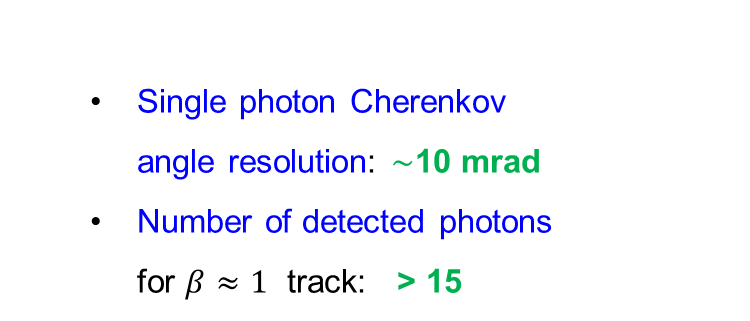 • Single photon Cherenkov
angle resolution: ~10 mrad
• Number of detected photons
for β ≈ 1 track: > 15